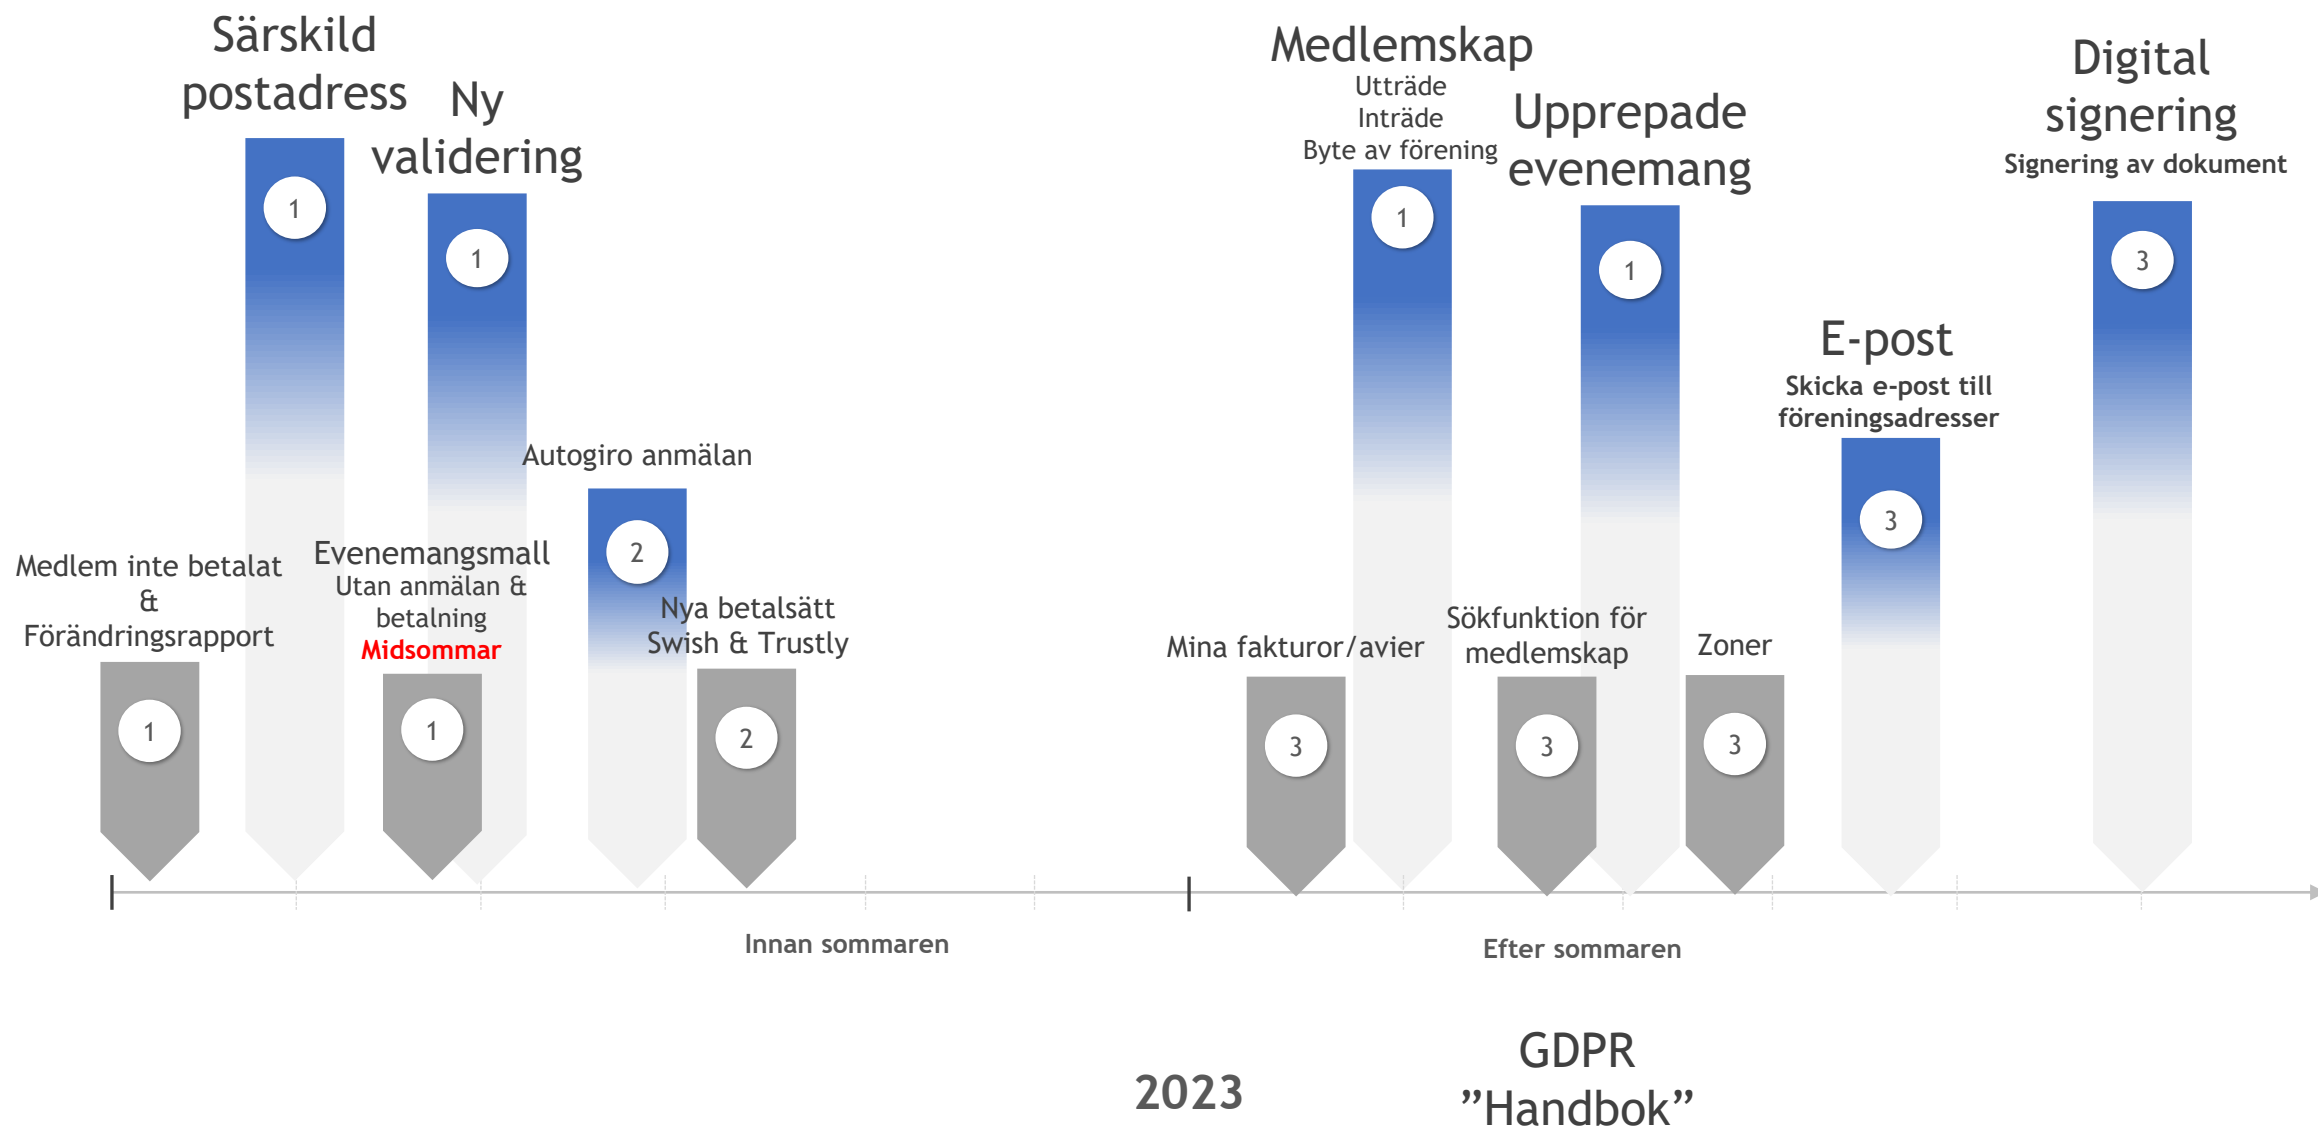 Särskild
postadress
1
Ny
validering
1
Medlem inte betalat
&
Förändringsrapport
1
Evenemangsmall
Utan anmälan &
betalning
Midsommar
1
Autogiro anmälan
2
Nya betalsätt
Swish & Trustly
2
Medlemskap
Utträde
Inträde
Byte av förening
1
Upprepade
evenemang
1
Mina fakturor/avier
3
Sökfunktion för
medlemskap
3
Zoner
3
E-post
Skicka e-post till
föreningsadresser
3
Digital
signering
Signering av dokument
3
Innan sommaren
Efter sommaren
2023
GDPR
”Handbok”